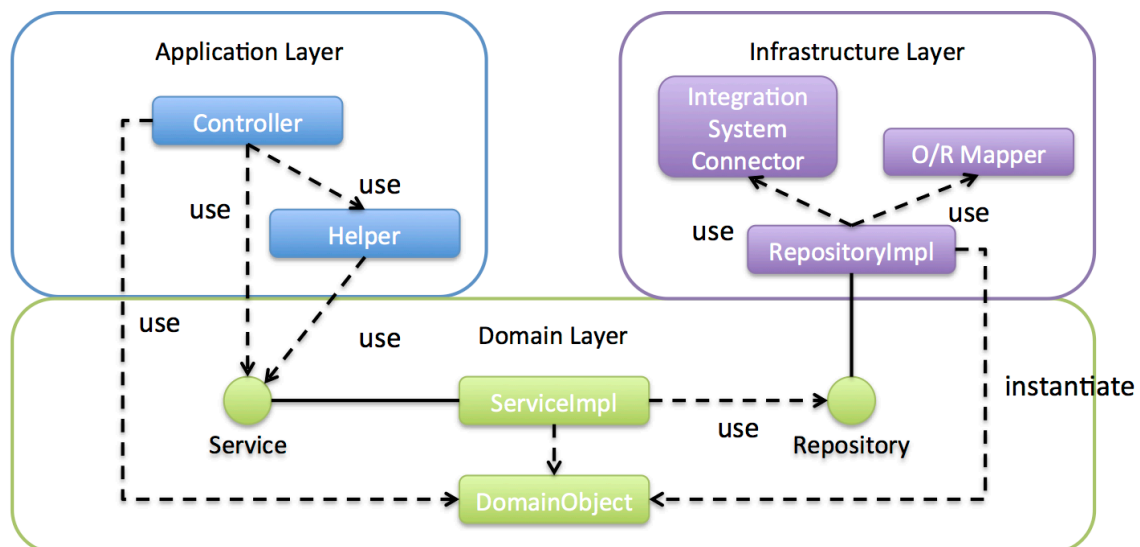 Application Layer
Infrastructure Layer
Controller
Integration
System
Connector
O/R Mapper
use
use
Helper
use
use
RepositoryImpl
use
use
Domain Layer
instantiate
ServiceImpl
use
Service
Repository
DomainObject